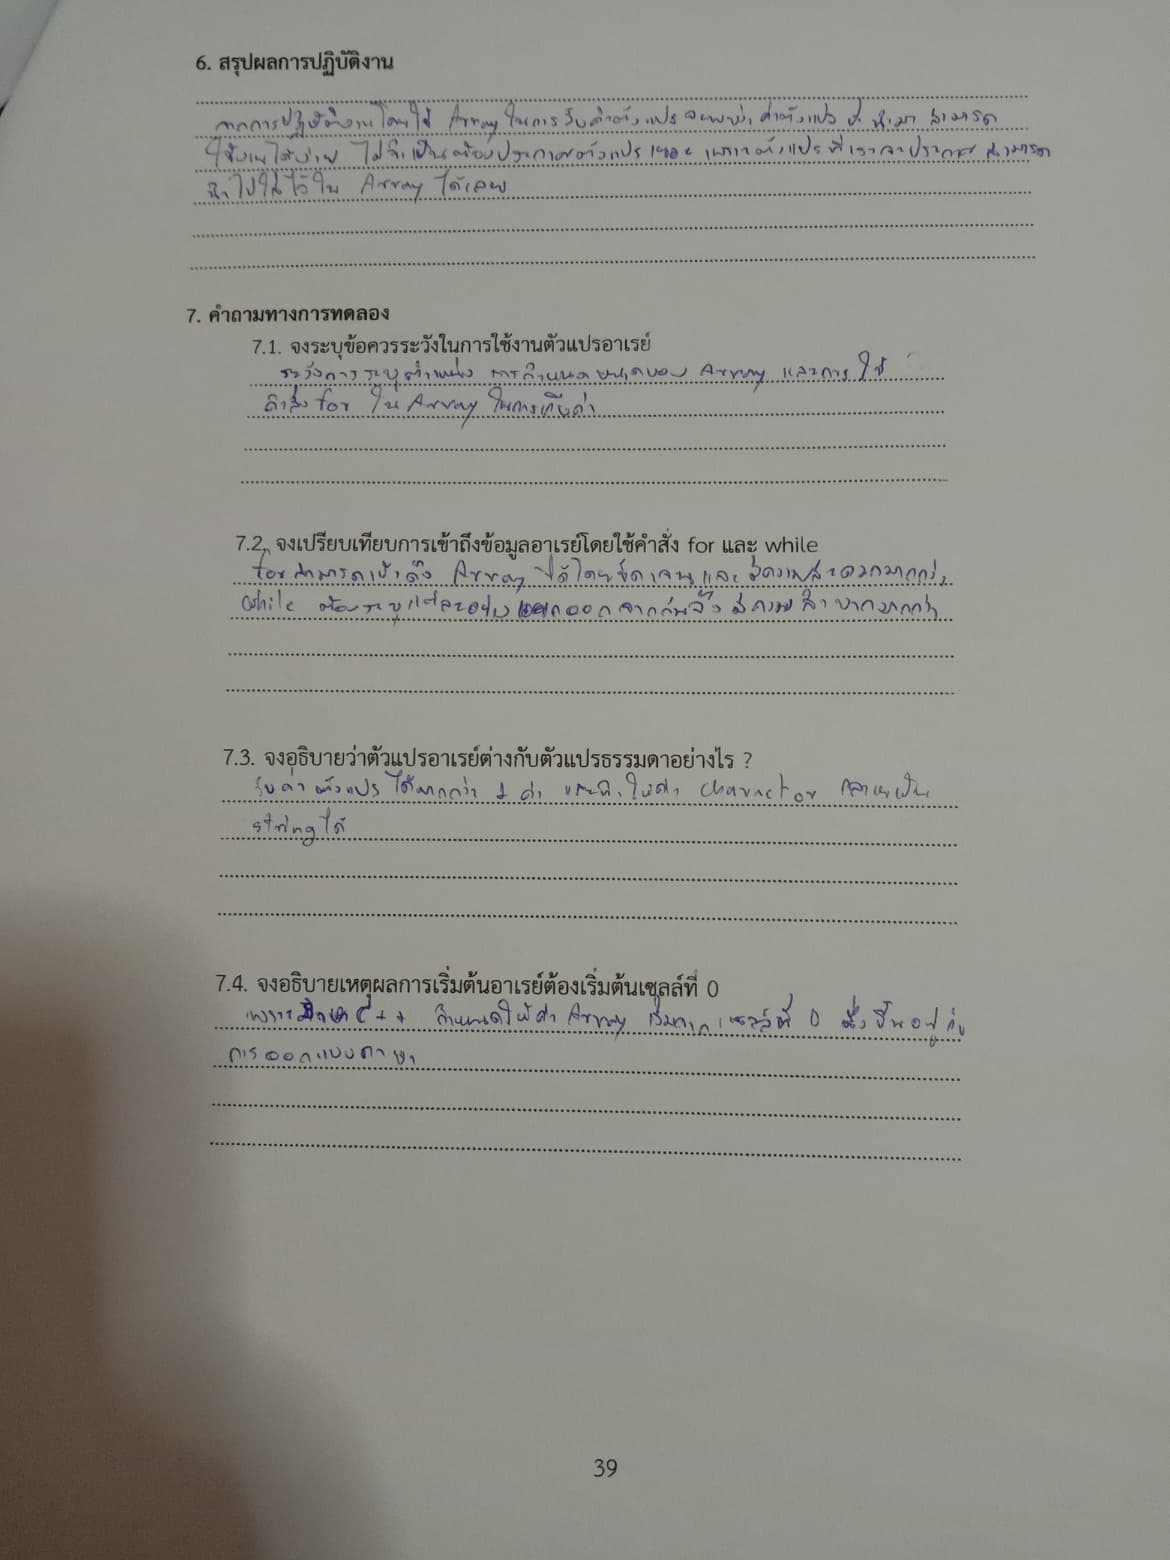 6. สรุปผลการปฏิบัติงาน
จากการปฏิบัติงานโดยใช้ Array ในการรับค่าตัวแปร จะพบว่า ค่าตัวแปร ที่ นำมา สามารถ
ใช้งานได้ง่าย ไม่จำเป็นต้องประกาศตัวแปร เยอะ เพราะตัวแปรที่เราจะประกาศ สามารถ
นำไปใส่ไว้ใน Array ได้เลย
7. คำถามทางการทดลอง
7.1. จงระบุข้อควรระวังในการใช้งานตัวแปรอาเรย์
ระวังการระบุตำแหน่ง การกำหนดขนาดของ Array และการใช้
คำสั่ง for ใน Array ในการเก็บค่า
7.2. จงเปรียบเทียบการเข้าถึงข้อมูลอาเรย์โดยใช้คำสั่ง for และ while
for สามารถเข้าถึง Array ได้โดยชัดเจน และมีความสะดวกมากกว่า
while ต้องระบุแต่ละอย่าง ออกจากกัน มีความลำบากมากกว่า
7.3. จงอธิบายว่าตัวแปรอาเรย์ต่างกับตัวแปรธรรมดาอย่างไร ?
รับค่าตัวแปรได้มากกว่า 1 ค่า และทำให้ค่า charactor กลายเป็น
string ได้
7.4. จงอธิบายเหตุผลการเริ่มต้นอาเรย์ต้องเริ่มต้นเซลล์ที่ 0
เพราะ ภาษา C++ กำหนดให้ค่า Array เริ่มจากเซลล์ที่ 0 ซึ่งขึ้นอยู่กับ
การออกแบบภาษา
39